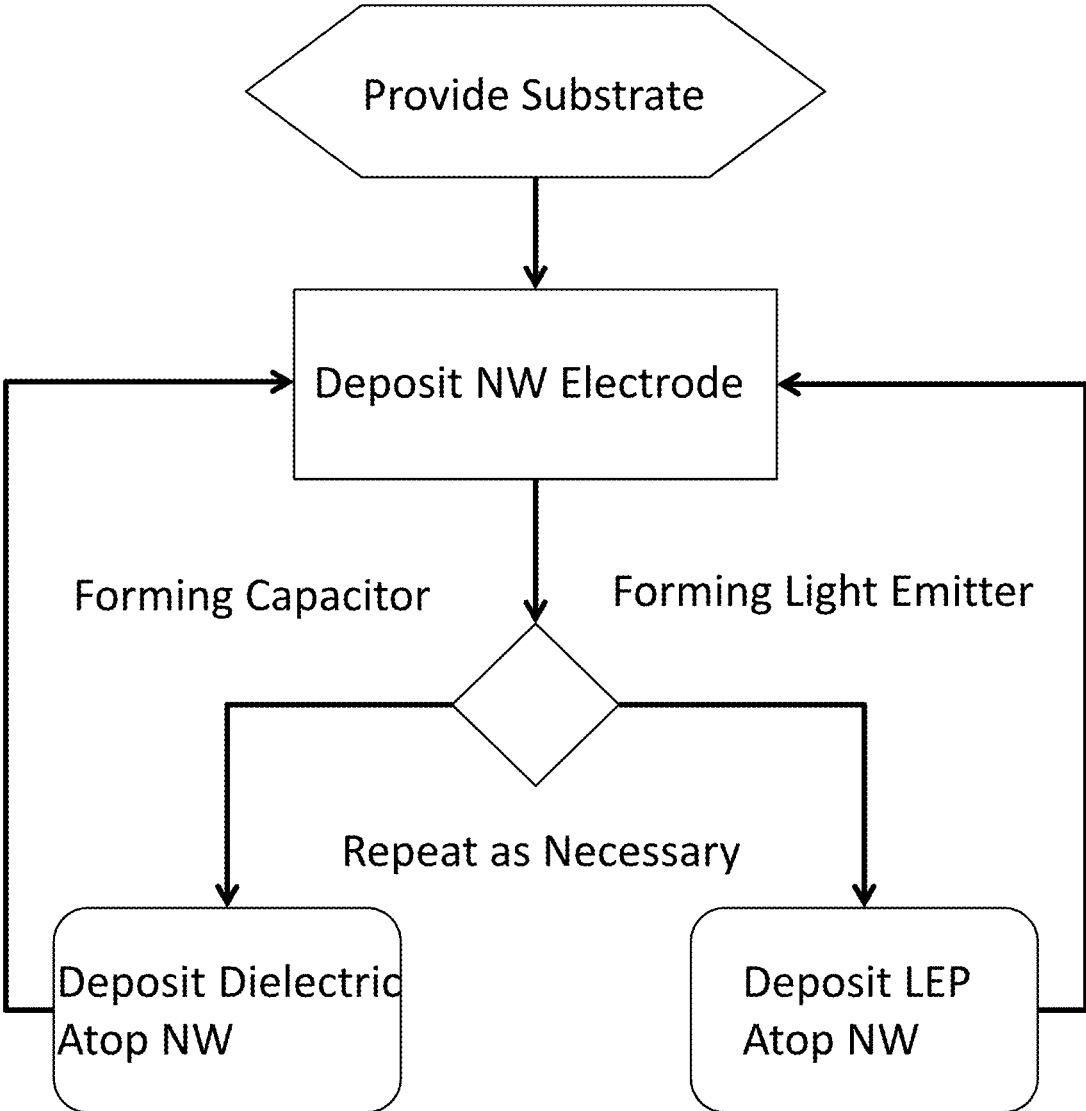 Provide Substrate
Deposit NW Electrode
Forming Capacitor
Forming Light Emitter
Repeat as Necessary
Deposit Dielectric
Atop NW
Deposit LEP
Atop NW